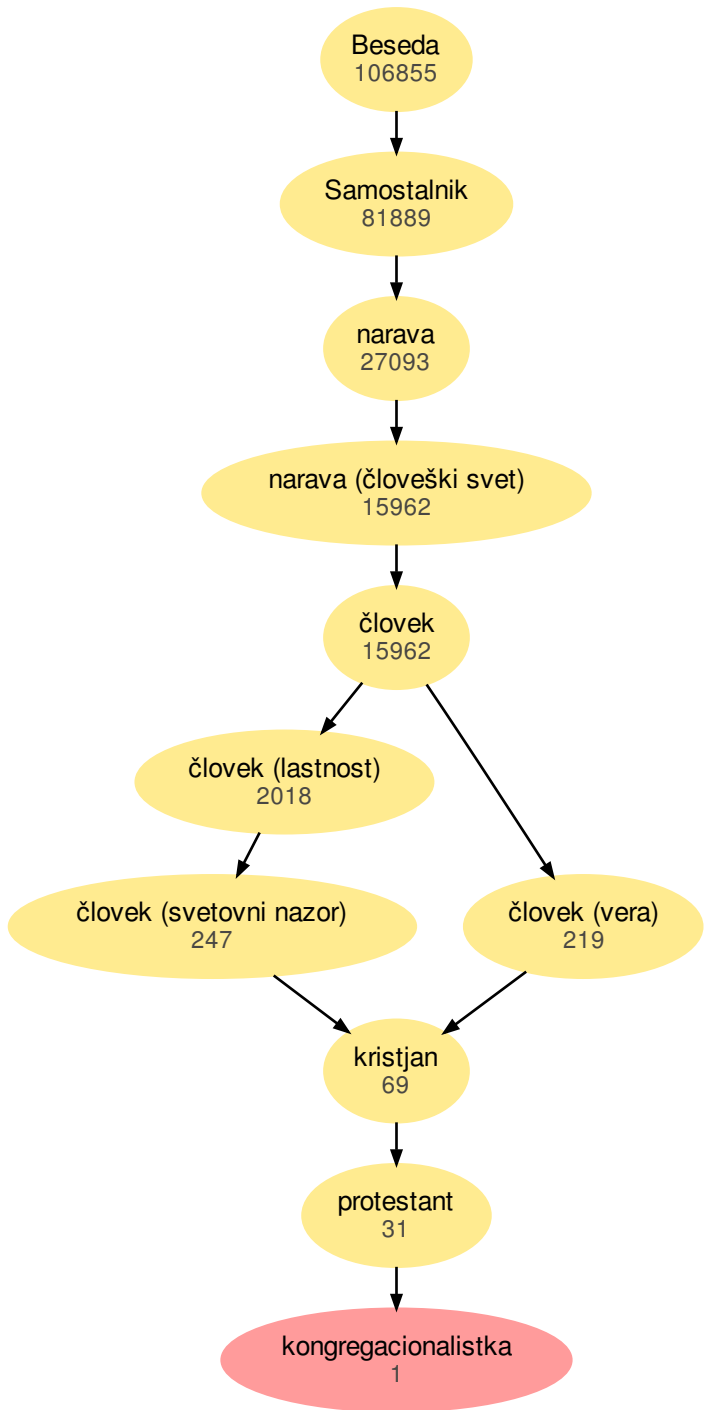 Beseda
106855
Samostalnik
81889
narava
27093
narava (človeški svet)
15962
človek
15962
človek (lastnost)
2018
človek (svetovni nazor)
247
človek (vera)
219
kristjan
69
protestant
31
kongregacionalistka
1